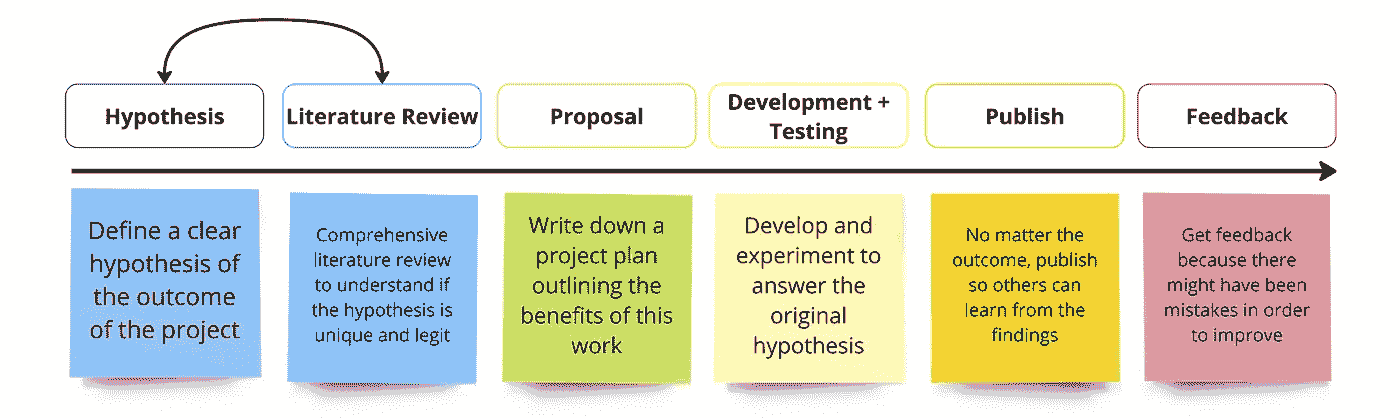 Hypothesis
Literature Review
Proposal
Development +
Testing
Publish
Feedback
Define a clear
hypothesis of
the outcome
of the project
Comprehensive
literature review
to understand if
the hypothesis is
unique and legit
Write down a
project plan
outlining the
benefits of this
work
Develop and
experiment to
answer the
original
hypothesis
No matter the
outcome, publish
so others can
learn from the
findings
Get feedback
because there
might have been
mistakes in order
to improve